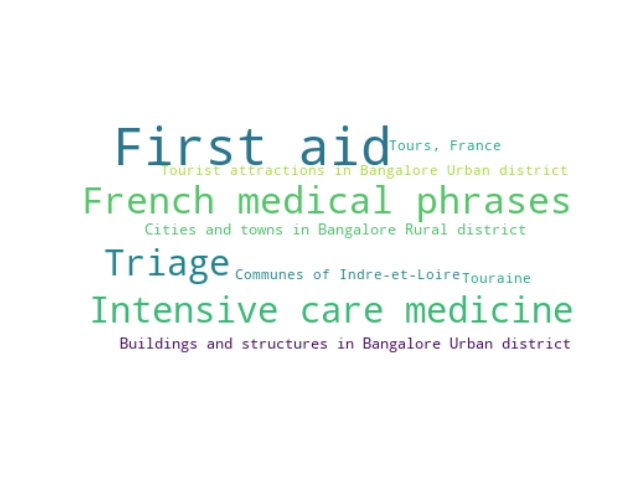 First aid
Tours, France
Tourist attractions in Bangalore Urban district
French medical phrases
Cities and towns in Bangalore Rural district
Triage
Communes of Indre-et-Loire
Touraine
Intensive care medicine
Buildings and structures in Bangalore Urban district